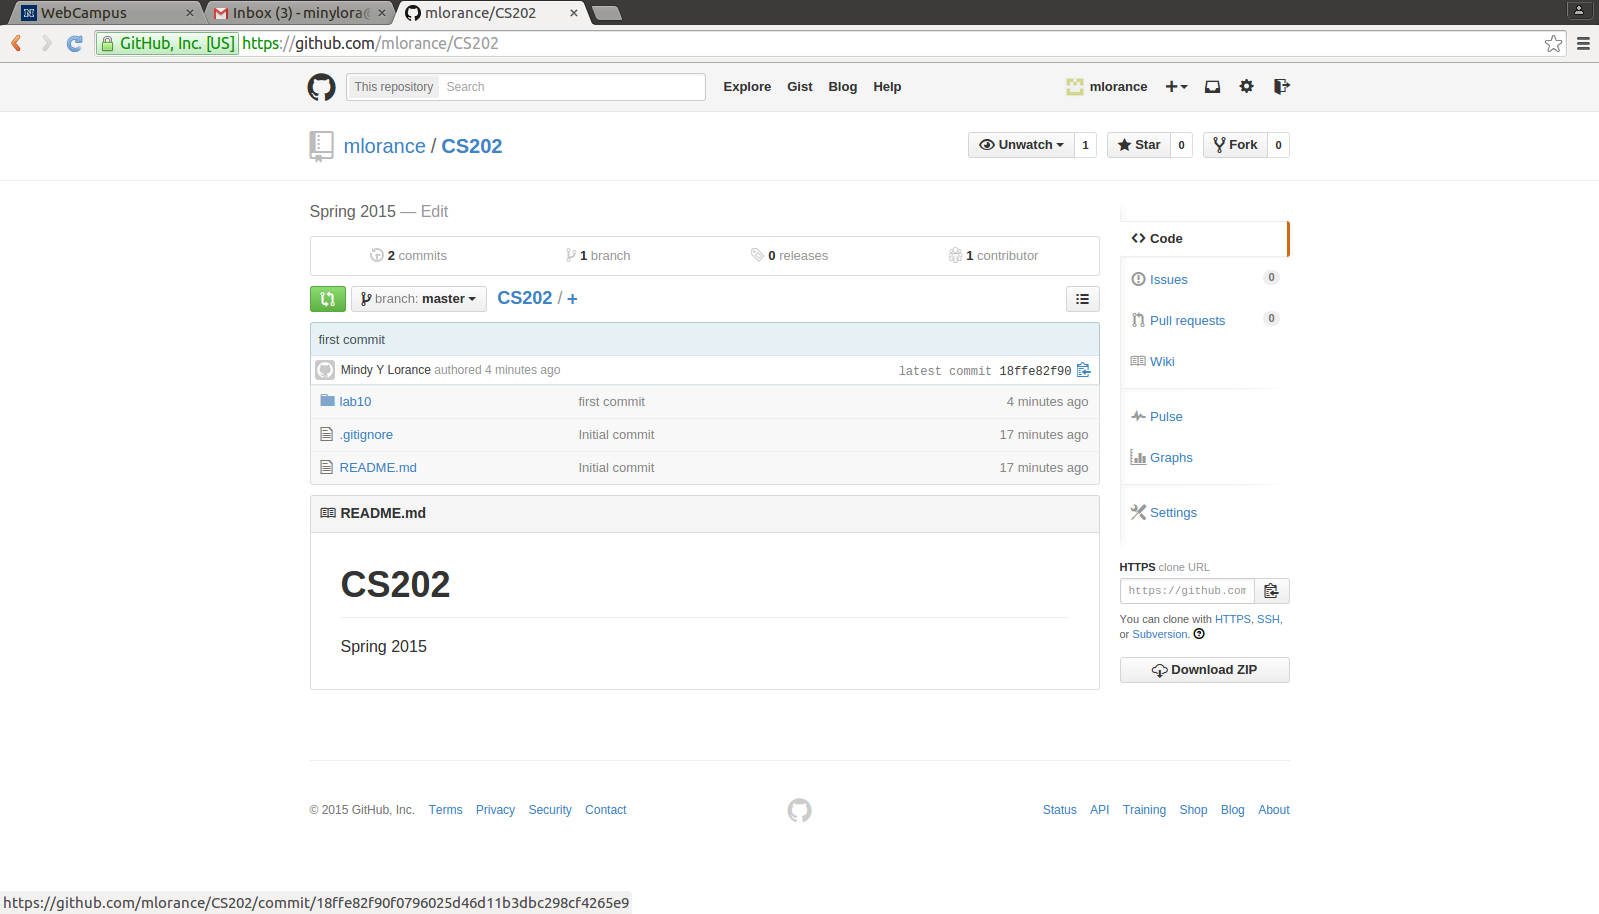 WebCampus
Inbox (3) - minylora@
mlorance/CS202
GitHub, Inc. [US] https://github.com/mlorance/CS202
This repository Search Explore Gist Blog Help mlorance
mlorance / CS202 Unwatch 1 Star 0 Fork 0
Spring 2015 — Edit
2 commits 1 branch 0 releases 1 contributor
branch: master CS202 / +
first commit
Mindy Y Lorance authored 4 minutes ago latest commit 18ffe82f90
lab10 first commit 4 minutes ago
.gitignore Initial commit 17 minutes ago
README.md Initial commit 17 minutes ago
README.md
CS202
Spring 2015
Code
Issues 0
Pull requests 0
Wiki
Pulse
Graphs
Settings
HTTPS clone URL
https://github.com
You can clone with HTTPS, SSH,
or Subversion.
Download ZIP
© 2015 GitHub, Inc. Terms Privacy Security Contact Status API Training Shop Blog About
https://github.com/mlorance/CS202/commit/18ffe82f90f0796025d46d11b3dbc298cf4265e9